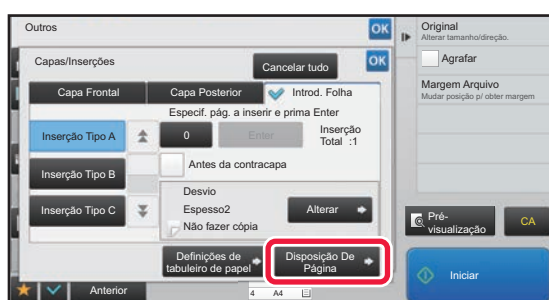 Outros
OK
Capas/Inserções
Cancelar tudo
OK
Capa Frontal
Capa Posterior
Introd. Folha
Especif. pág. a inserir e prima Enter
Inserção Tipo A
0
Enter
Inserção
Total :1
Inserção Tipo B
Antes da contracapa
Inserção Tipo C
Desvio
Espesso2
Não fazer cópia
Alterar
Definições de
tabuleiro de papel
Disposição De
Página
Anterior
4 A4
Original
Alterar tamanho/direção.
Agrafar
Margem Arquivo
Mudar posição p/ obter margem
Pré-
visualização
CA
Iniciar